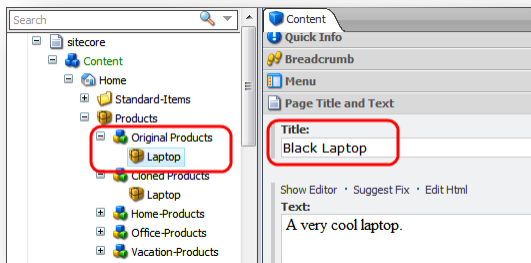 Search
sitecore
Content
Home
Standard-Items
Products
Original Products
Laptop
Cloned Products
Laptop
Home-Products
Office-Products
Vacation-Products
Content
Quick Info
Breadcrumb
Menu
Page Title and Text
Title:
Black Laptop
Show Editor · Suggest Fix · Edit Html
Text:
A very cool laptop.